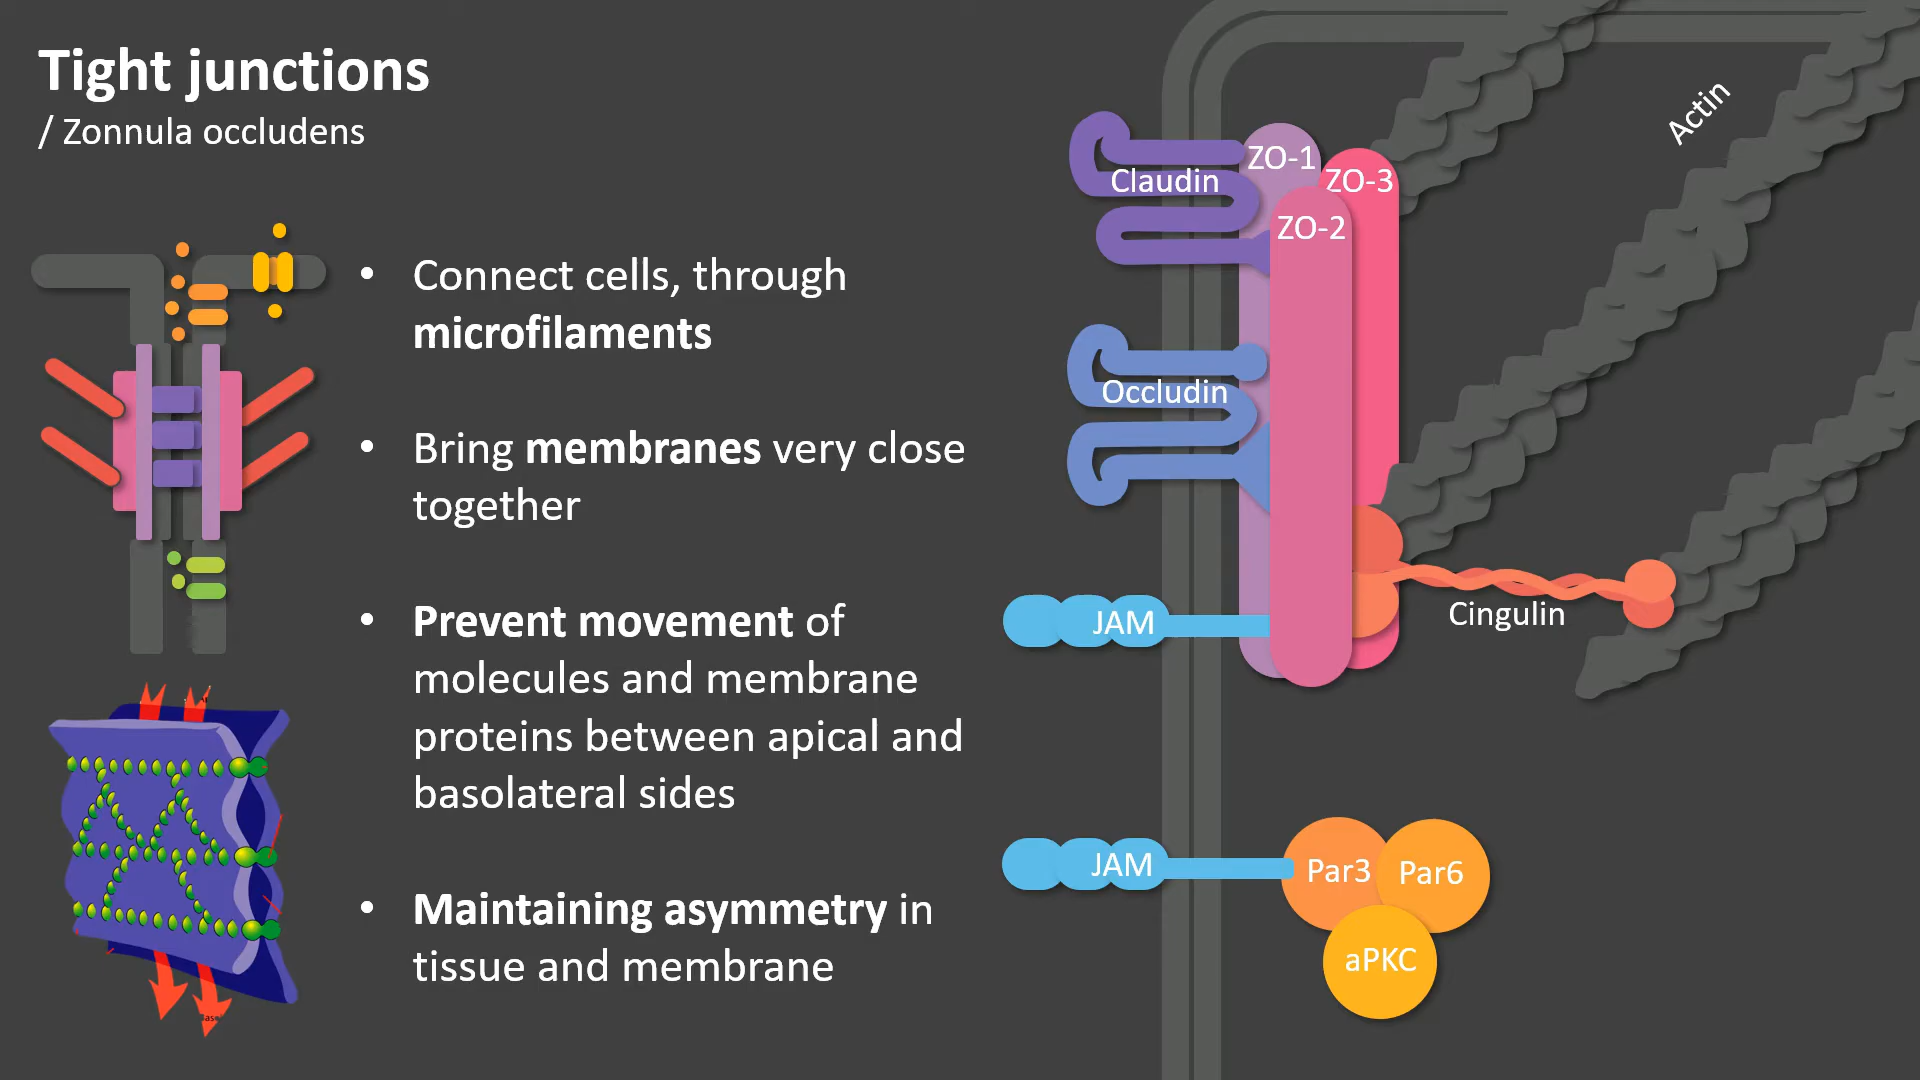 Tight junctions
/ Zonnula occludens
• Connect cells, through
microfilaments
• Bring membranes very close
together
• Prevent movement of
molecules and membrane
proteins between apical and
basolateral sides
• Maintaining asymmetry in
tissue and membrane
Actin
ZO-1
Claudin
ZO-3
ZO-2
Occludin
JAM
Cingulin
JAM
Par3
Par6
aPKC